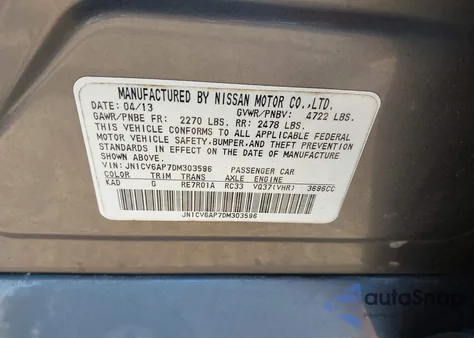 MANUFACTURED BY NISSAN MOTOR CO.,LTD.
DATE: 04/13 GVWR/PNBV: 4722 LBS.
GAWR/PNBE FR: 2270 LBS. RR: 2478 LBS.
THIS VEHICLE CONFORMS TO ALL APPLICABLE FEDERAL
MOTOR VEHICLE SAFETY,BUMPER,AND THEFT PREVENTION
STANDARDS IN EFFECT ON THE DATE OF MANUFACTURE
SHOWN ABOVE.
VIN: JN1CV6AP7DM303596 PASSENGER CAR
COLOR TRIM TRANS AXLE ENGINE
KAD G RE7R01A RC33 VQ37(VHR) 3696CC
JN1CV6AP7DM303596
autoSnap